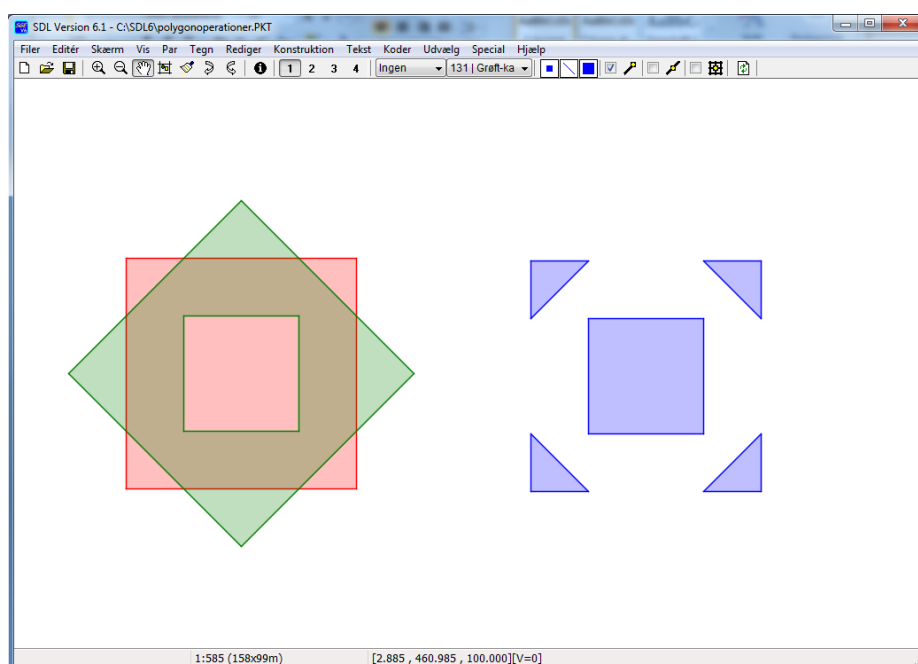 SDL Version 6.1 - C:\SDL6\polygonoperationer.PKT
Filer Editér Skærm Vis Par Tegn Rediger Konstruktion Tekst Koder Udvælg Special Hjælp
1 2 3 4 Ingen 131 | Grøft-ka
1:585 (158x99m) [2.885 , 460.985 , 100.000][V=0]